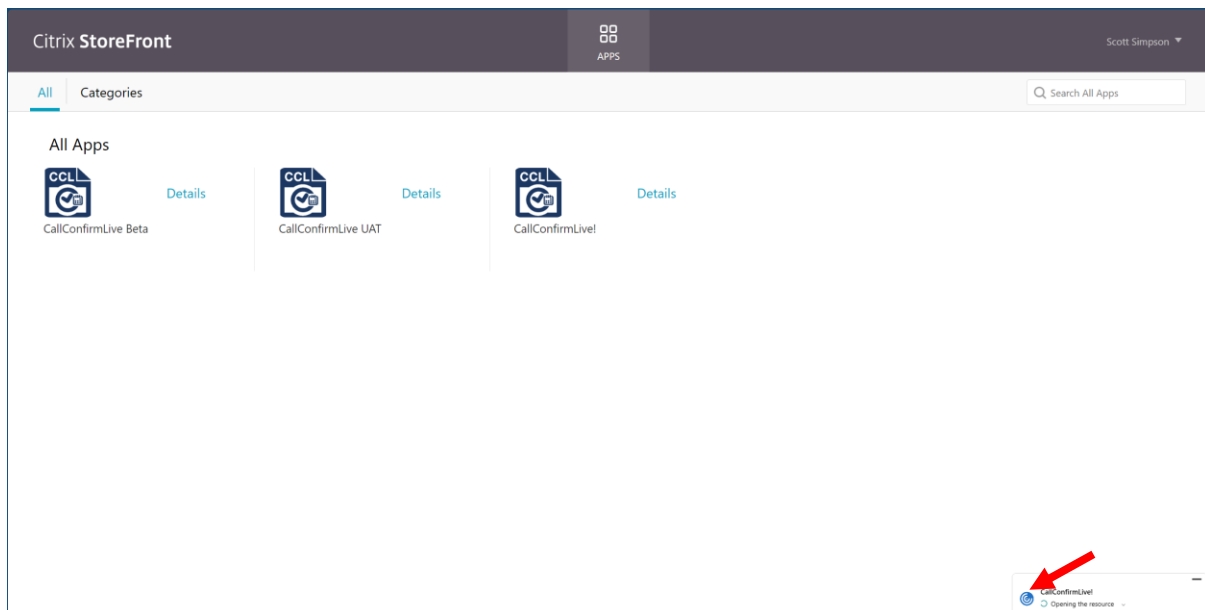 Citrix StoreFront
APPS
Scott Simpson
All
Categories
Search All Apps
All Apps
CCL
Details
CCL
Details
CCL
Details
CallConfirmLive Beta
CallConfirmLive UAT
CallConfirmLive!
CallConfirmLive!
Opening the resource